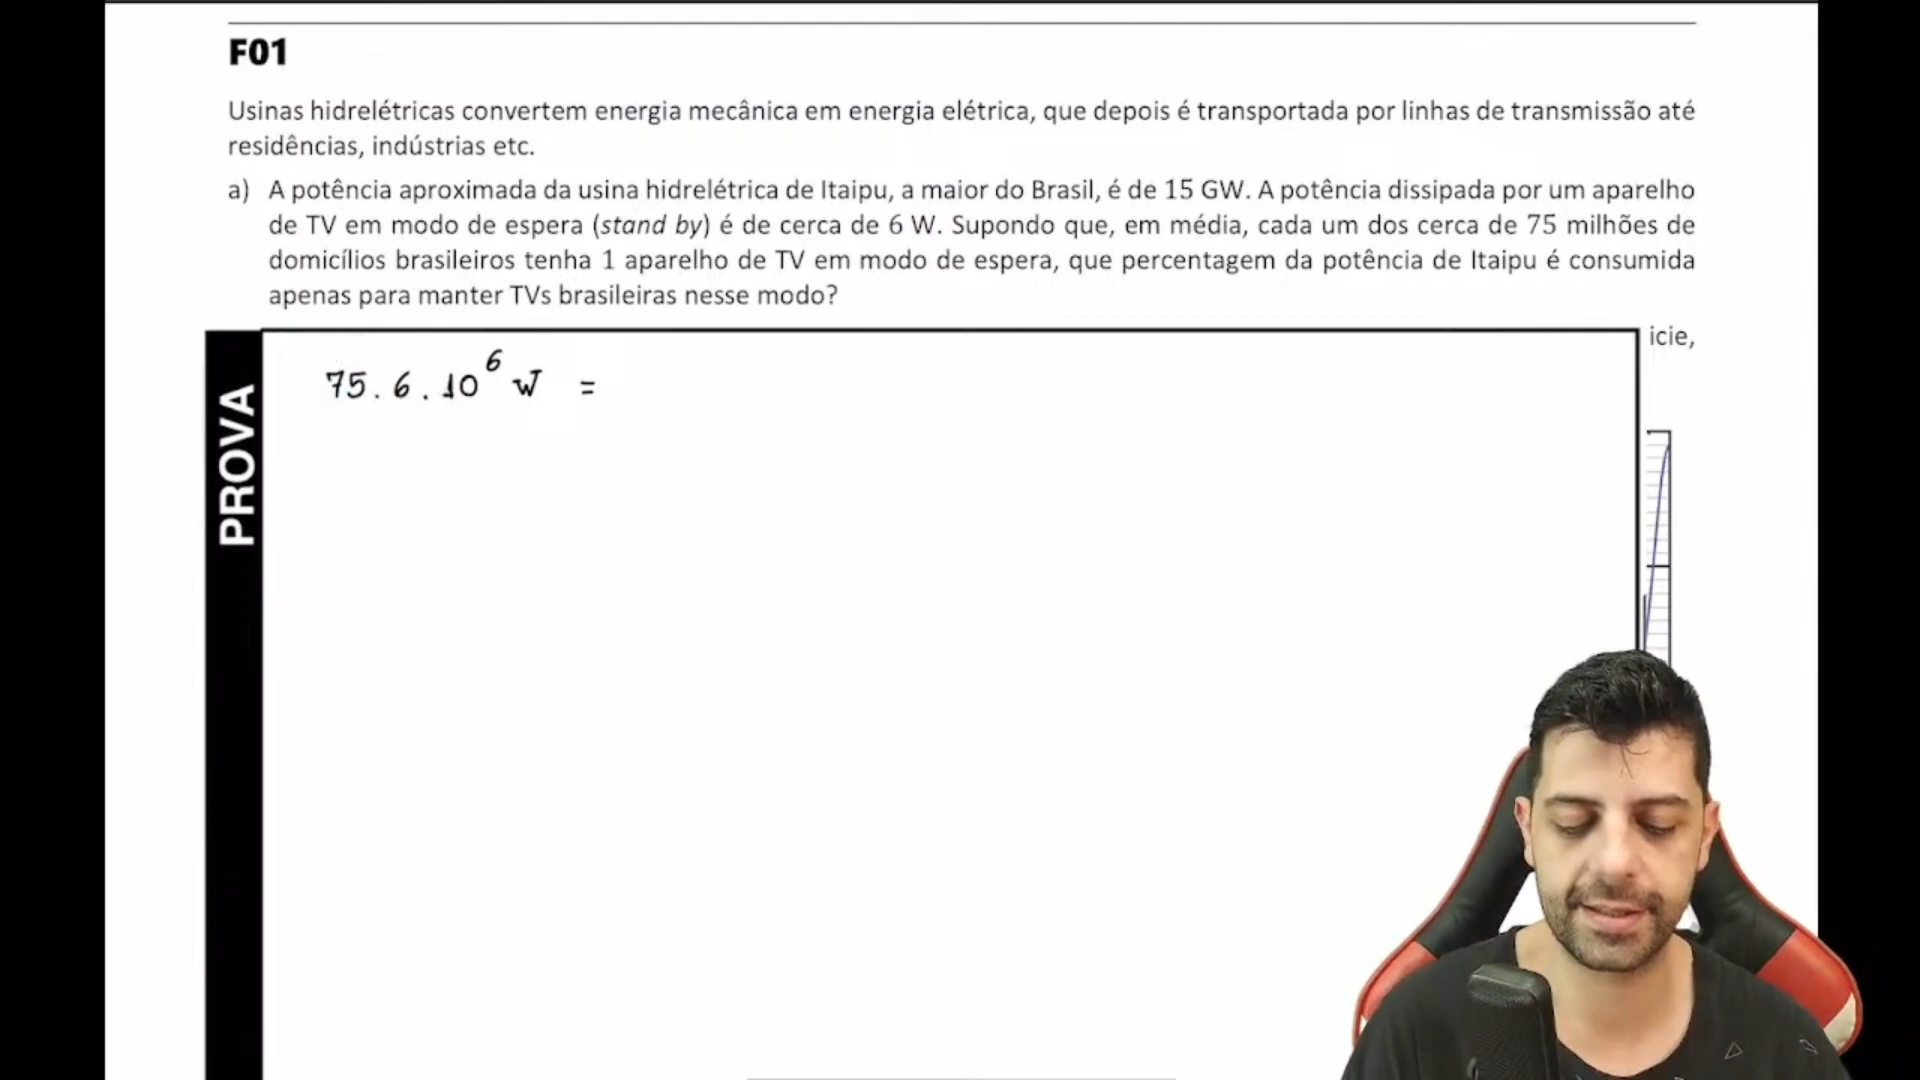 F01
Usinas hidrelétricas convertem energia mecânica em energia elétrica, que depois é transportada por linhas de transmissão até
residências, indústrias etc.
a) A potência aproximada da usina hidrelétrica de Itaipu, a maior do Brasil, é de 15 GW. A potência dissipada por um aparelho
de TV em modo de espera (stand by) é de cerca de 6 W. Supondo que, em média, cada um dos cerca de 75 milhões de
domicílios brasileiros tenha 1 aparelho de TV em modo de espera, que percentagem da potência de Itaipu é consumida
apenas para manter TVs brasileiras nesse modo?
icie,
PROVA
75 . 6 . 10⁶ W =